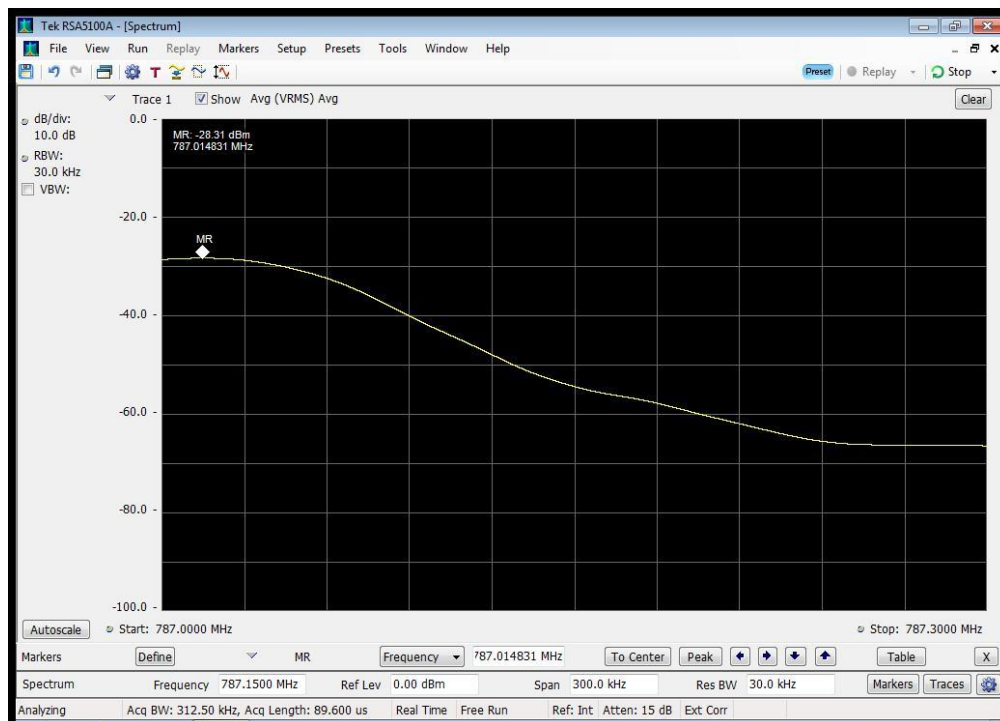 Tek RSA5100A - [Spectrum]
File View Run Replay Markers Setup Presets Tools Window Help
T Preset Replay Stop
Trace 1 Show Avg (VRMS) Avg Clear
dB/div:
10.0 dB
RBW:
30.0 kHz
VBW:
0.0 -
MR: -28.31 dBm
787.014831 MHz
-20.0 -
MR
-40.0 -
-60.0 -
-80.0 -
-100.0 -
Autoscale Start: 787.0000 MHz Stop: 787.3000 MHz
Markers Define MR Frequency 787.014831 MHz To Center Peak Table X
Spectrum Frequency 787.1500 MHz Ref Lev 0.00 dBm Span 300.0 kHz Res BW 30.0 kHz Markers Traces
Analyzing Acq BW: 312.50 kHz, Acq Length: 89.600 us Real Time Free Run Ref: Int Atten: 15 dB Ext Corr